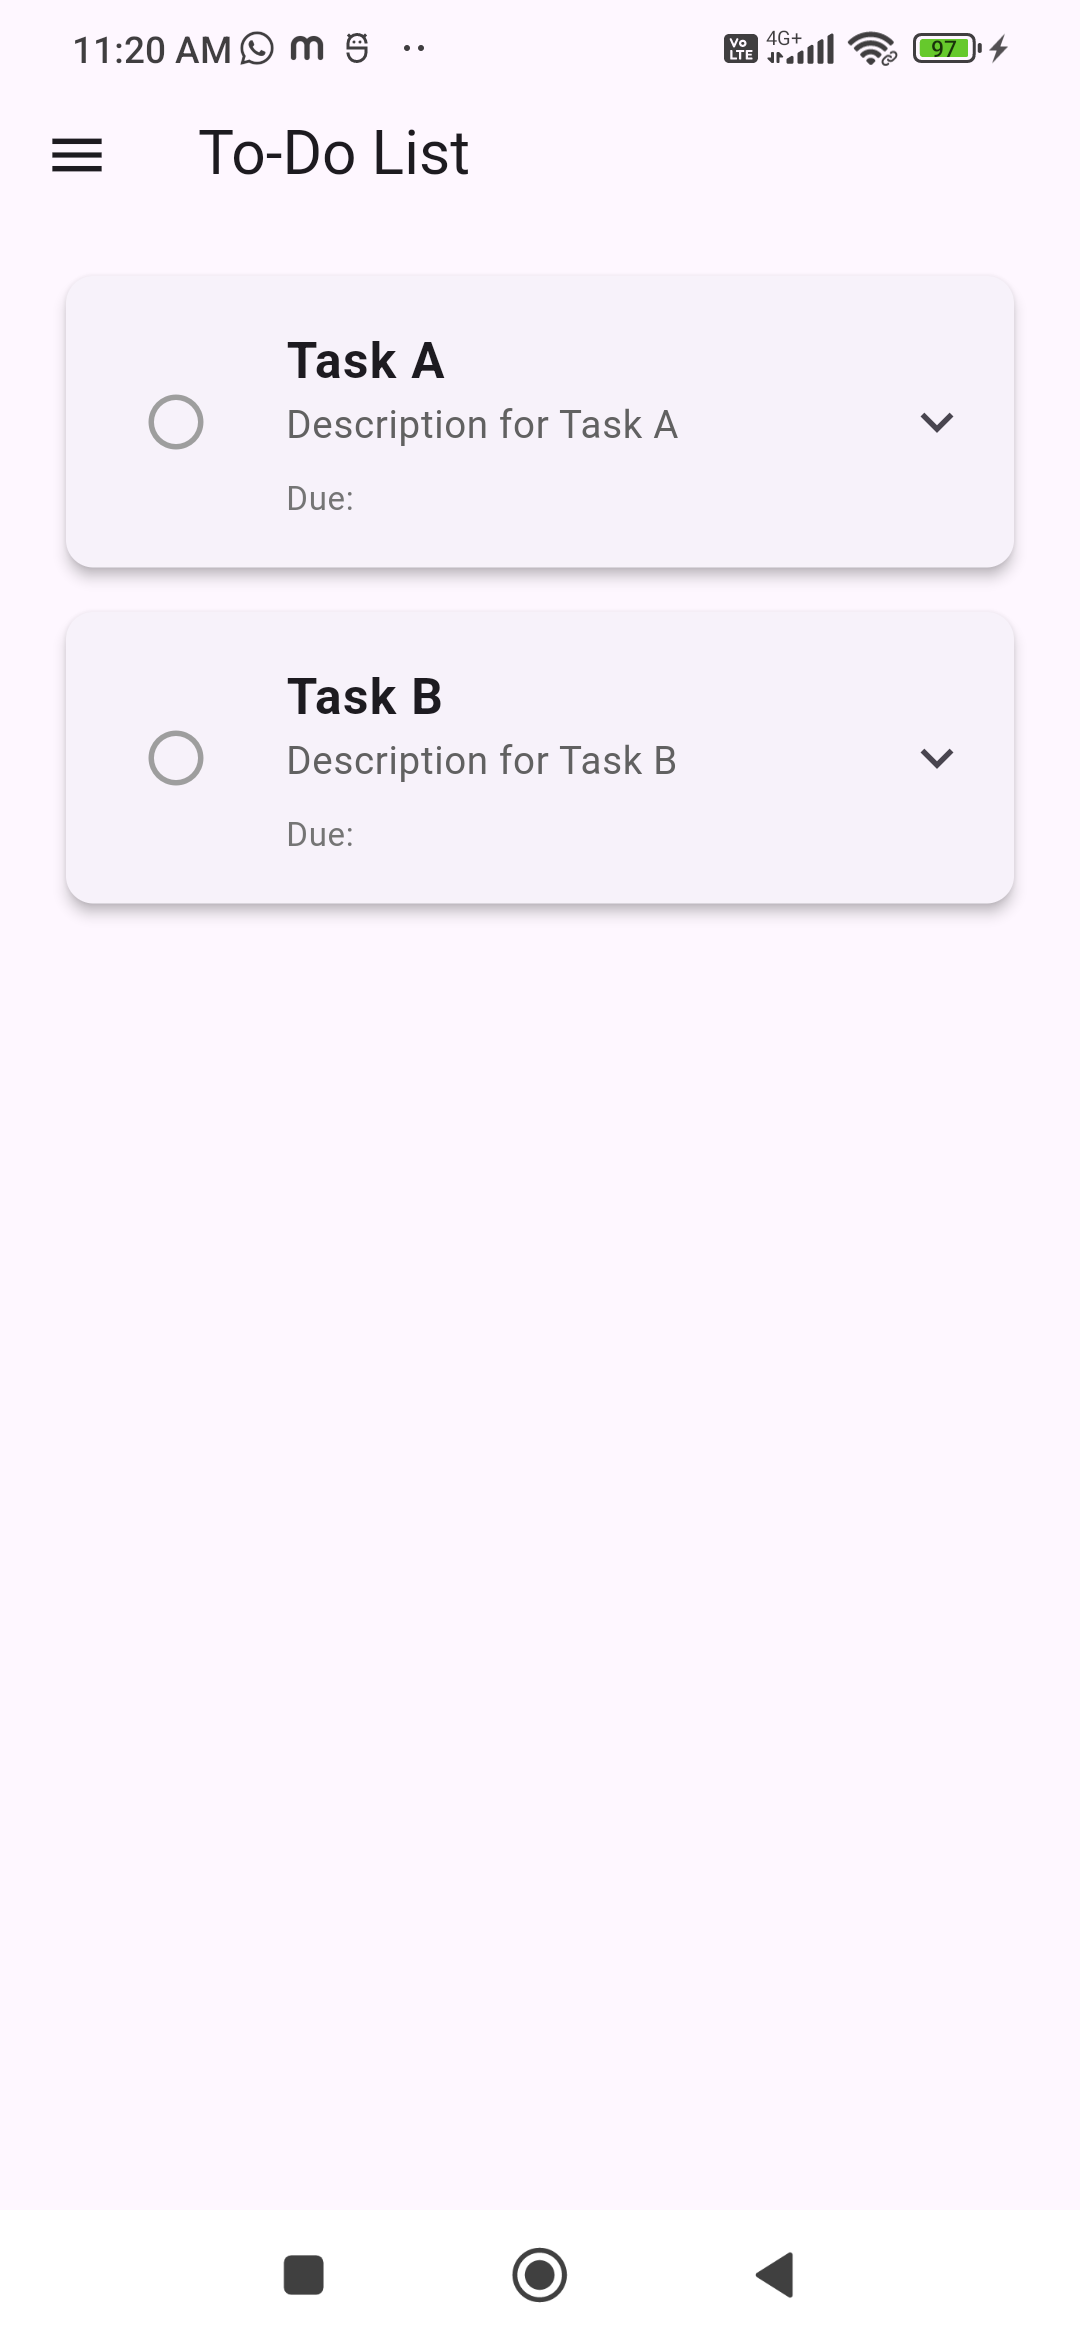 11:20 AM
Vo LTE 4G+ 97
To-Do List
Task A
Description for Task A
Due:
Task B
Description for Task B
Due: